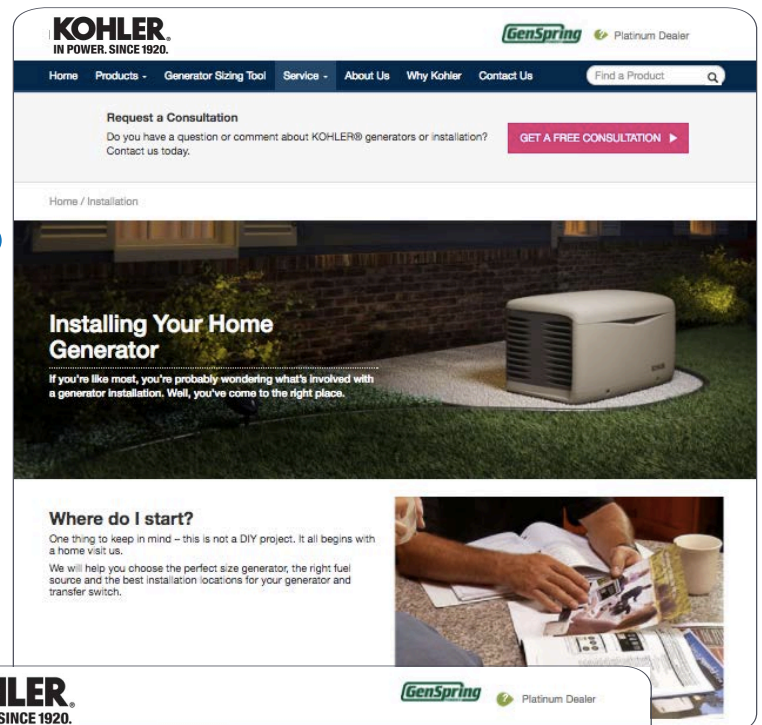 KOHLER®
IN POWER. SINCE 1920.
GenSpring
Platinum Dealer
Home Products Generator Sizing Tool Service About Us Why Kohler Contact Us Find a Product
Request a Consultation
Do you have a question or comment about KOHLER® generators or installation?
Contact us today.
GET A FREE CONSULTATION
Home / Installation
Installing Your Home
Generator
If you're like most, you're probably wondering what's involved with
a generator installation. Well, you've come to the right place.
KOHLER
Where do I start?
One thing to keep in mind – this is not a DIY project. It all begins with
a home visit us.
We will help you choose the perfect size generator, the right fuel
source and the best installation locations for your generator and
transfer switch.
HLER®
SINCE 1920.
GenSpring
Platinum Dealer